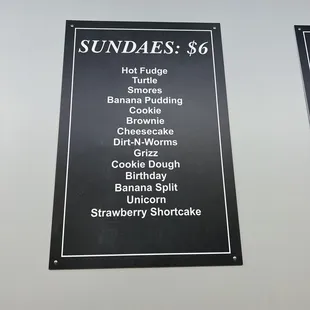 SUNDAES: $6
Hot Fudge
Turtle
Smores
Banana Pudding
Cookie
Brownie
Cheesecake
Dirt-N-Worms
Grizz
Cookie Dough
Birthday
Banana Split
Unicorn
Strawberry Shortcake